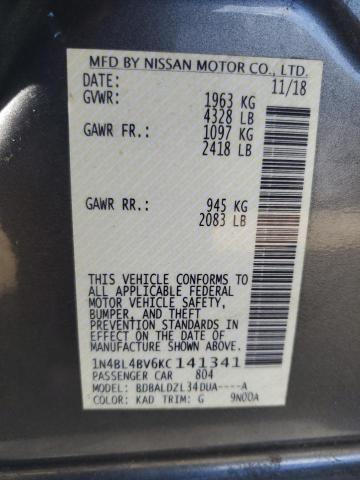 MFD BY NISSAN MOTOR CO., LTD.
DATE: 11/18
GVWR: 1963 KG
4328 LB
GAWR FR.: 1097 KG
2418 LB
GAWR RR.: 945 KG
2083 LB
THIS VEHICLE CONFORMS TO
ALL APPLICABLE FEDERAL
MOTOR VEHICLE SAFETY,
BUMPER, AND THEFT
PREVENTION STANDARDS
IN EFFECT ON THE DATE OF
MANUFACTURE SHOWN ABOVE.
1N4BL4BV6KC141341
PASSENGER CAR 804
MODEL: BDBALDZL34DUA----A
COLOR: KAD TRIM: G 9N00A